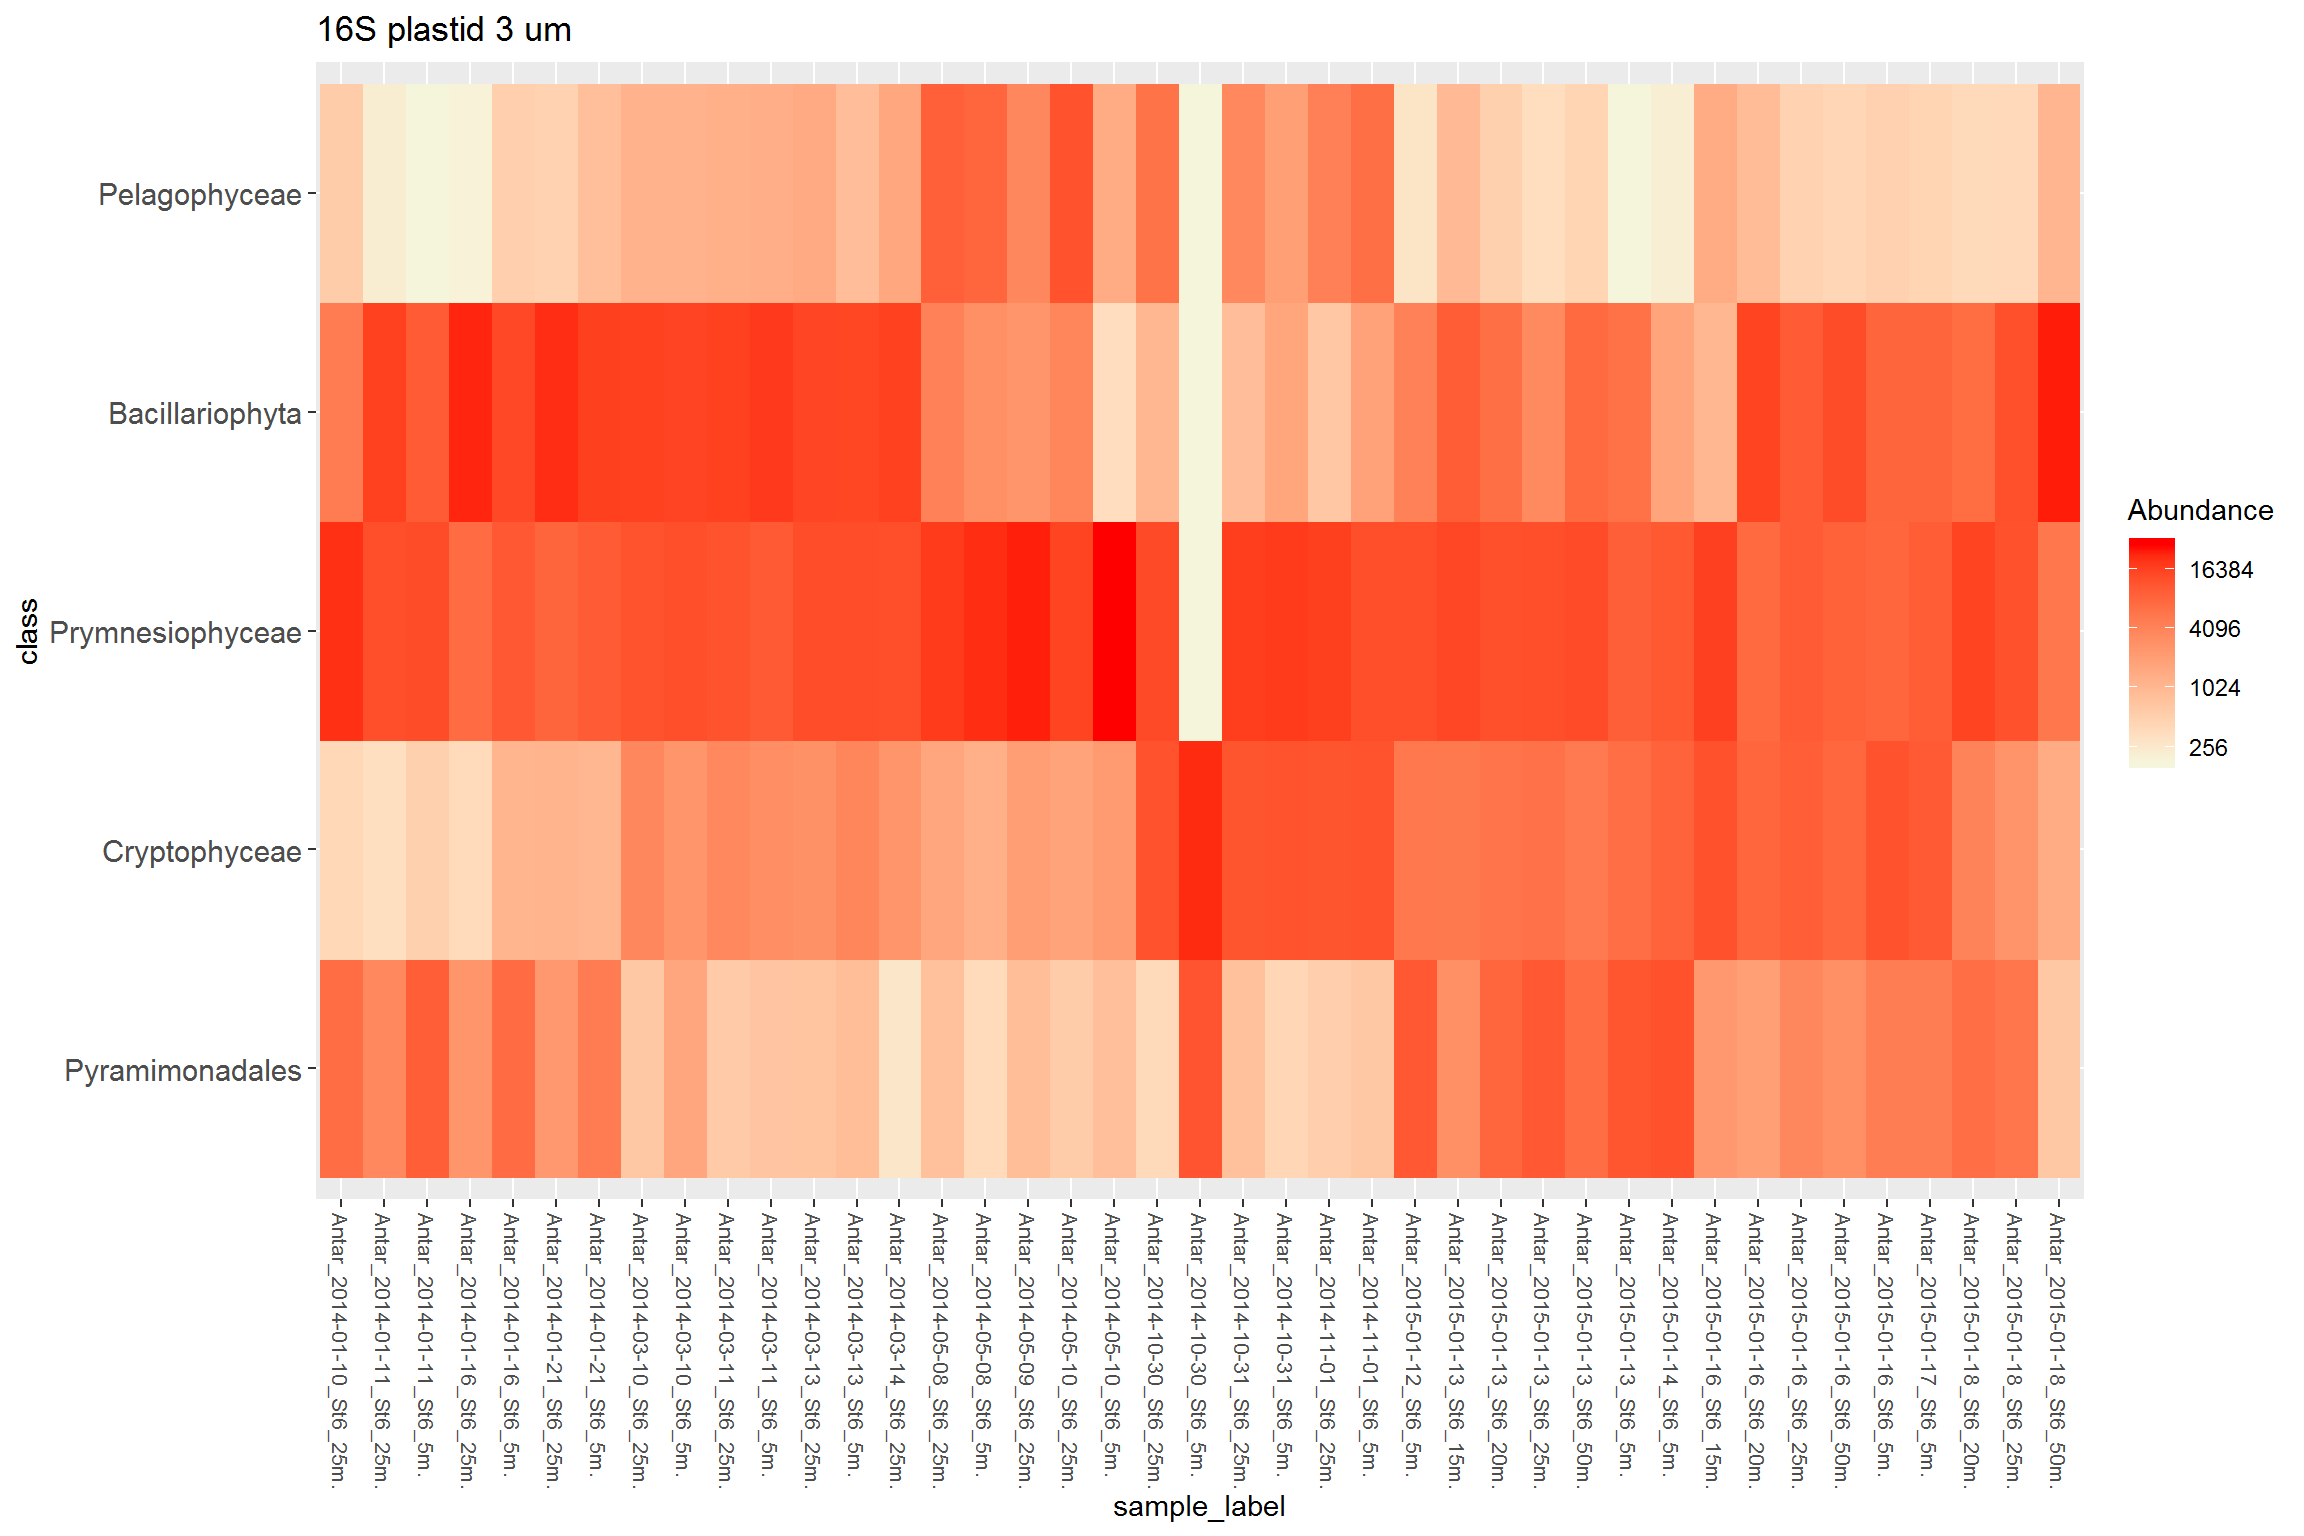 16S plastid 3 um
class
Pelagophyceae
Bacillariophyta
Prymnesiophyceae
Cryptophyceae
Pyramimonadales
Abundance
16384
4096
1024
256
Antar_2014-01-10_St6_25m.
Antar_2014-01-11_St6_25m.
Antar_2014-01-11_St6_5m.
Antar_2014-01-16_St6_25m.
Antar_2014-01-16_St6_5m.
Antar_2014-01-21_St6_25m.
Antar_2014-01-21_St6_5m.
Antar_2014-03-10_St6_25m.
Antar_2014-03-10_St6_5m.
Antar_2014-03-11_St6_25m.
Antar_2014-03-11_St6_5m.
Antar_2014-03-13_St6_25m.
Antar_2014-03-13_St6_5m.
Antar_2014-03-14_St6_25m.
Antar_2014-05-08_St6_25m.
Antar_2014-05-08_St6_5m.
Antar_2014-05-09_St6_25m.
Antar_2014-05-10_St6_25m.
Antar_2014-05-10_St6_5m.
Antar_2014-10-30_St6_25m.
Antar_2014-10-30_St6_5m.
Antar_2014-10-31_St6_25m.
Antar_2014-10-31_St6_5m.
Antar_2014-11-01_St6_25m.
Antar_2014-11-01_St6_5m.
Antar_2015-01-12_St6_5m.
Antar_2015-01-13_St6_15m.
Antar_2015-01-13_St6_20m.
Antar_2015-01-13_St6_25m.
Antar_2015-01-13_St6_50m.
Antar_2015-01-13_St6_5m.
Antar_2015-01-14_St6_5m.
Antar_2015-01-16_St6_15m.
Antar_2015-01-16_St6_20m.
Antar_2015-01-16_St6_25m.
Antar_2015-01-16_St6_50m.
Antar_2015-01-16_St6_5m.
Antar_2015-01-17_St6_5m.
Antar_2015-01-18_St6_20m.
Antar_2015-01-18_St6_25m.
Antar_2015-01-18_St6_50m.
sample_label